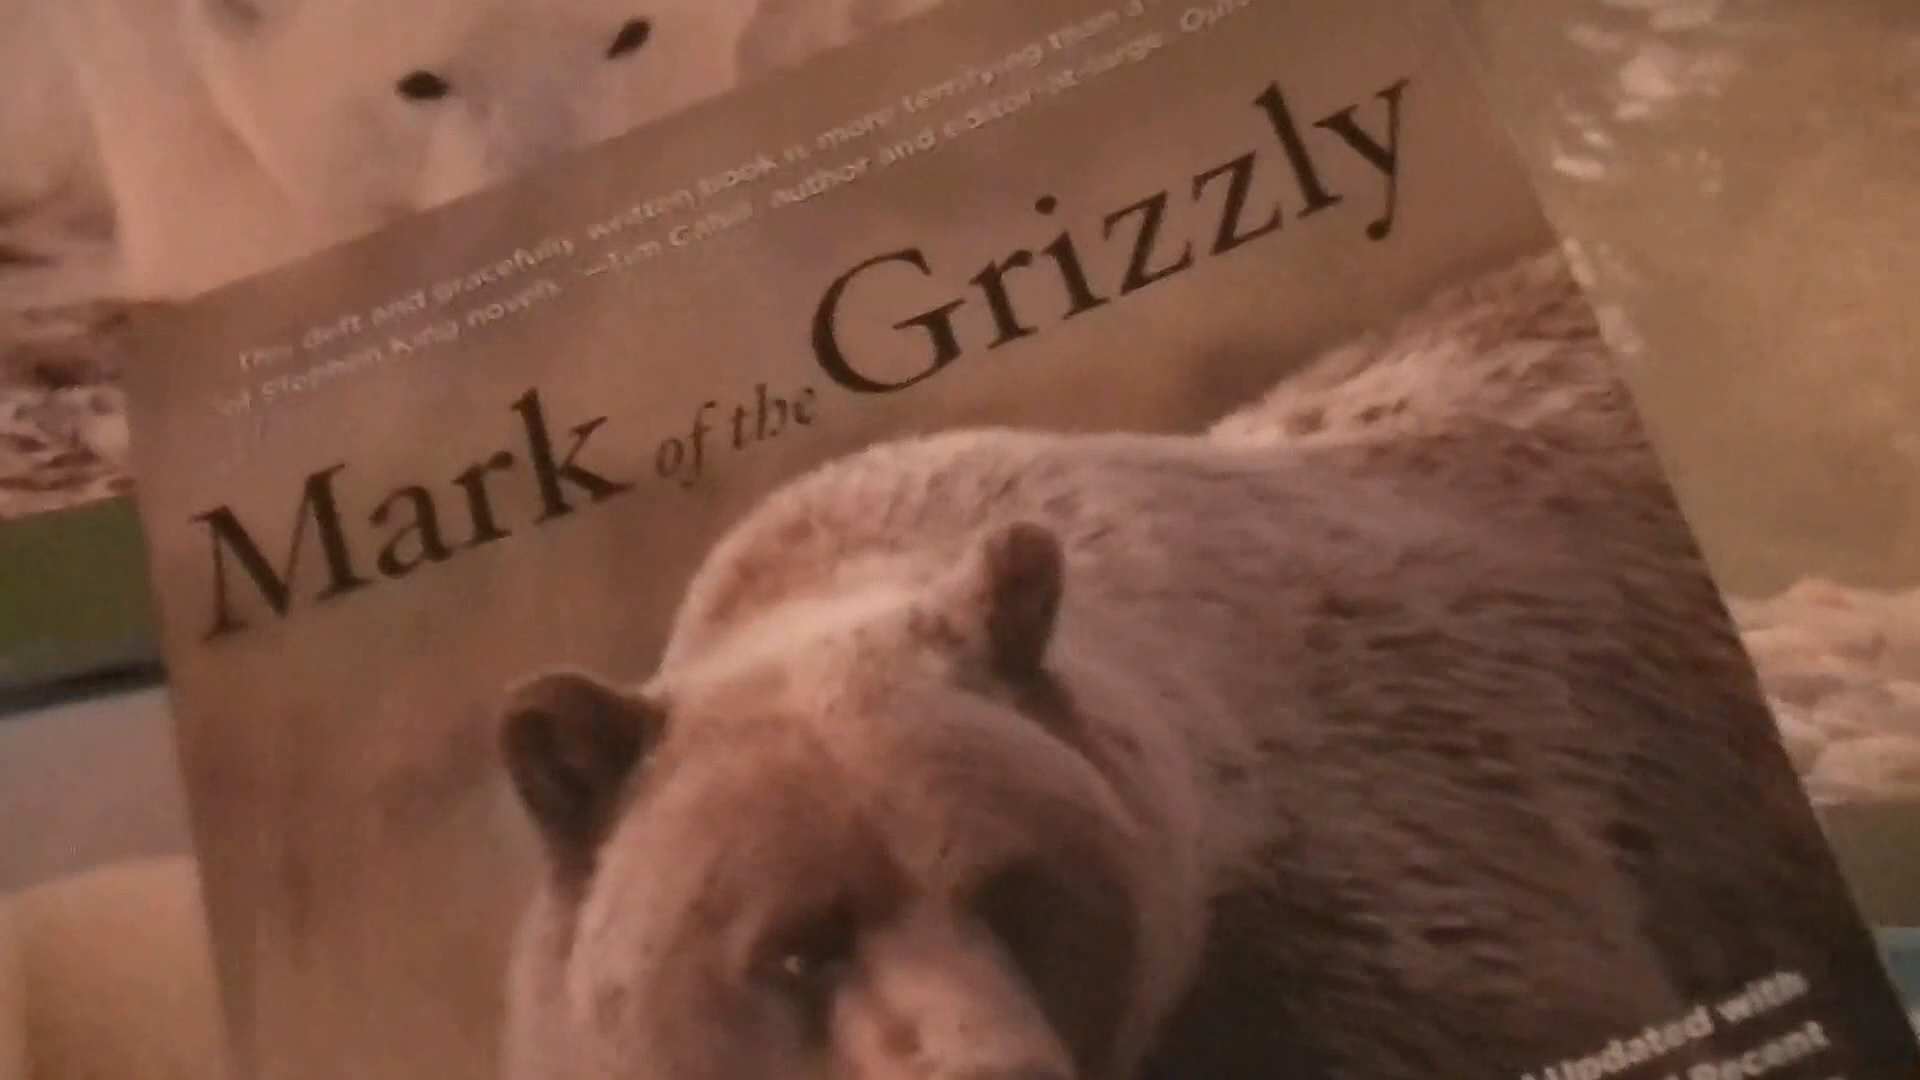 This deft and gracefully written book is more terrifying than a
of Stephen King novels. —Tim Cahill, author and editor-at-large,
Mark of the Grizzly
Updated with
Recent